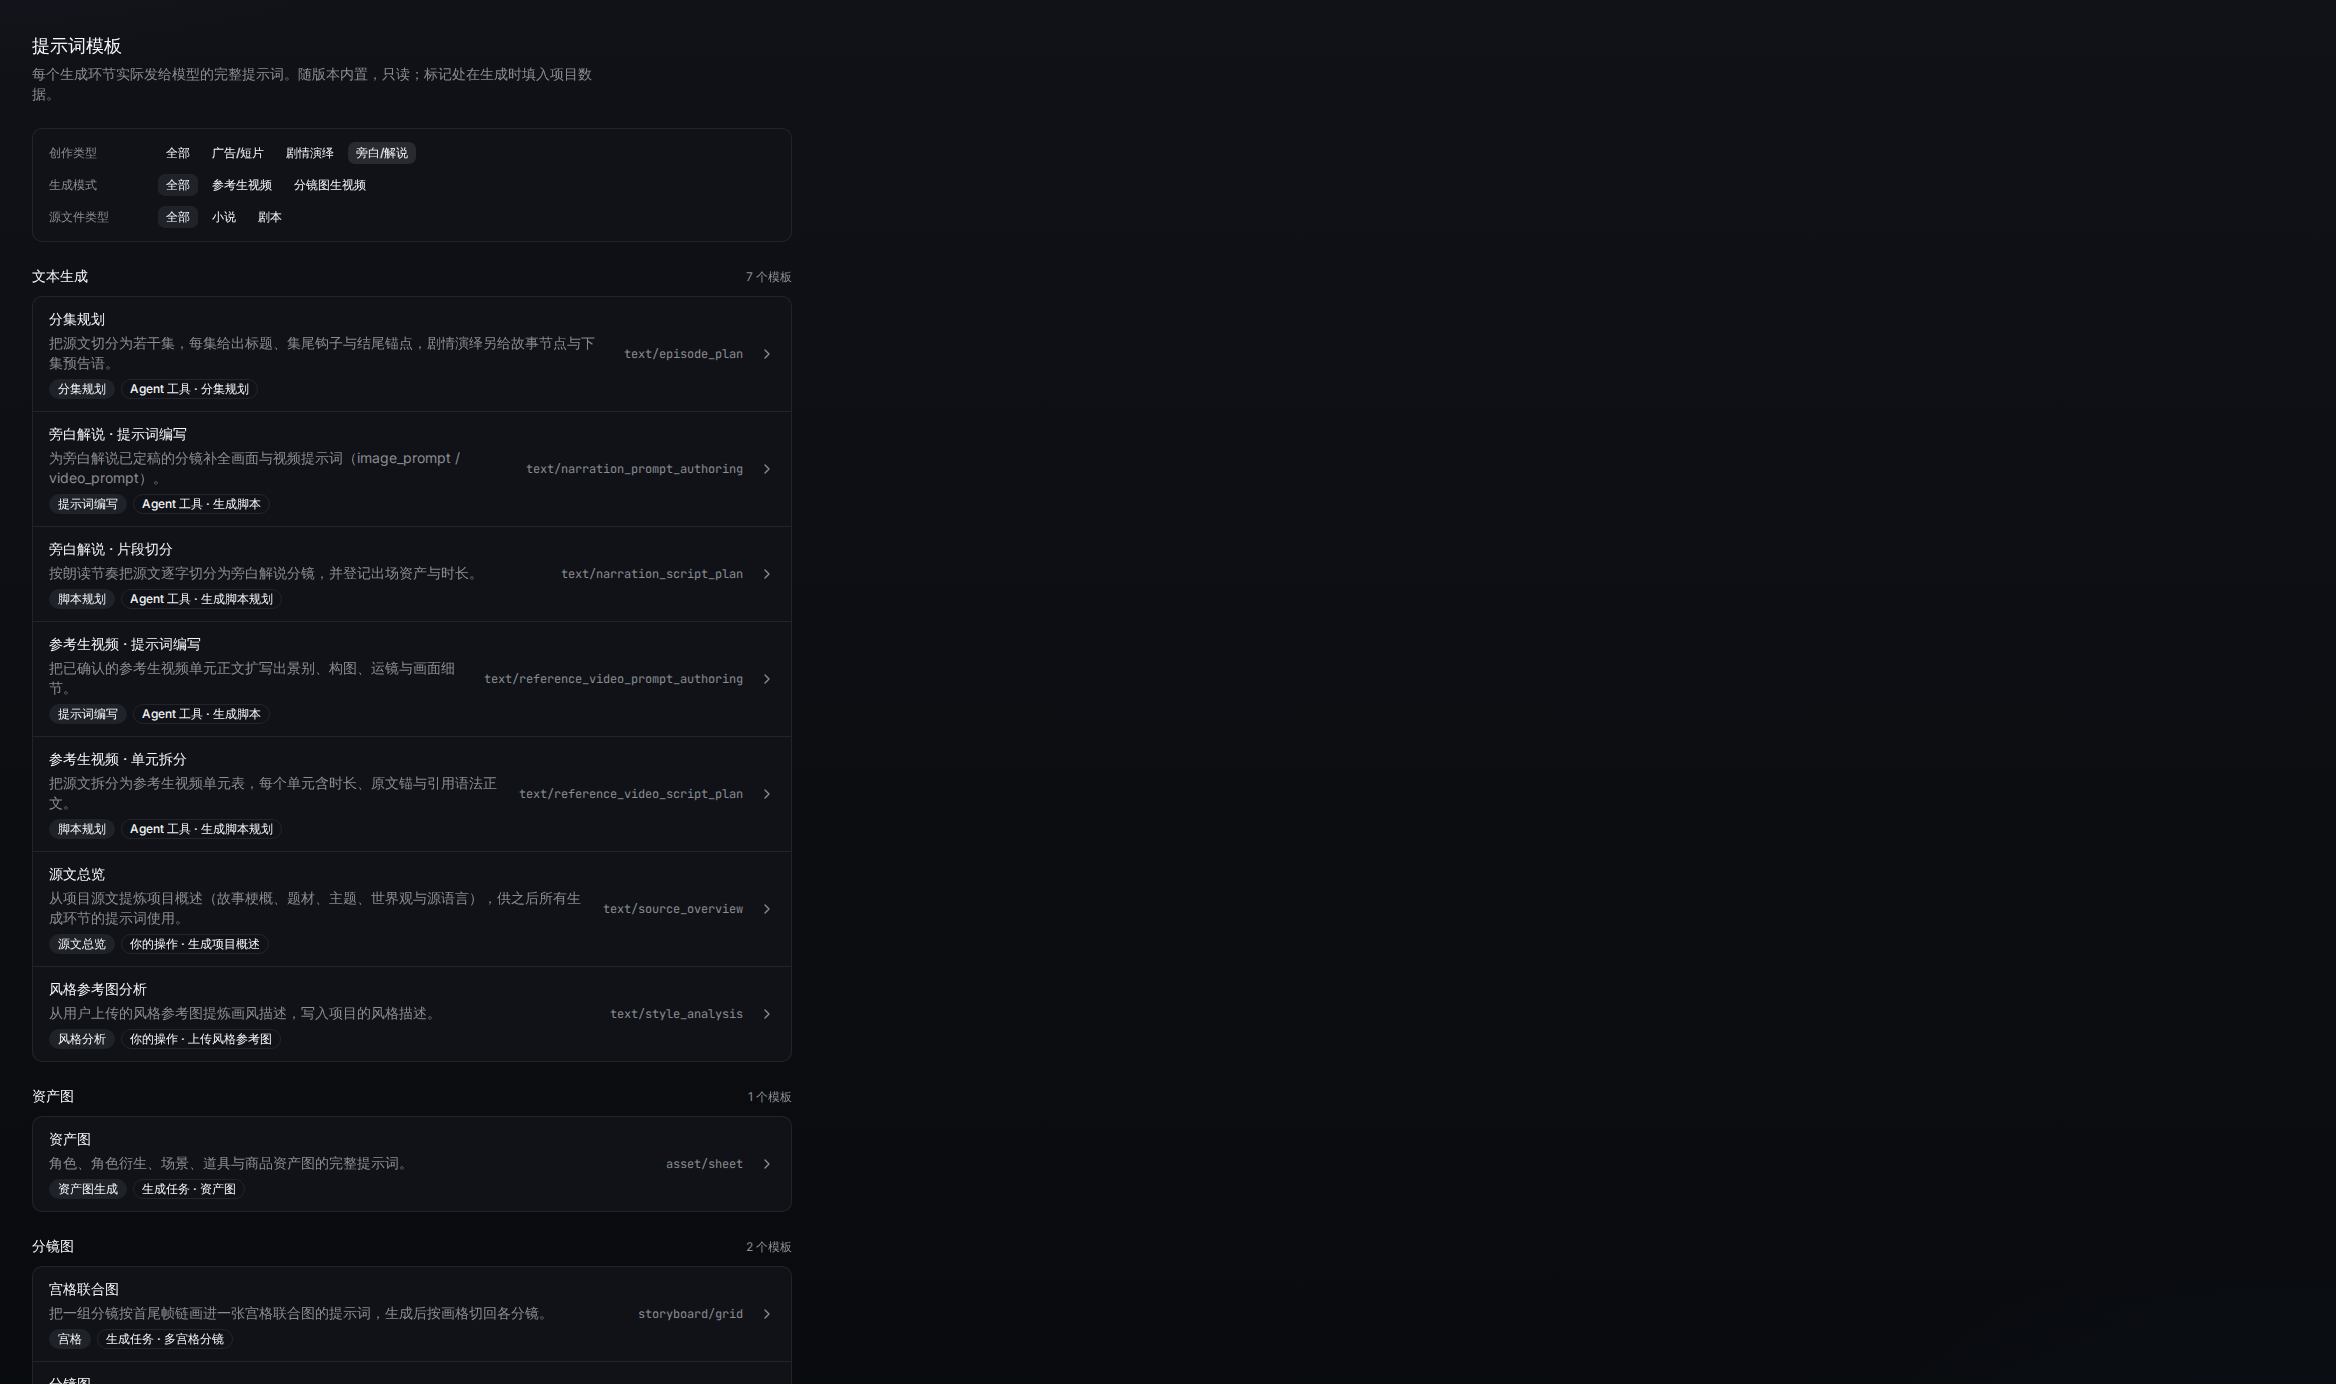 提示词模板
每个生成环节实际发给模型的完整提示词。随版本内置，只读；标记处在生成时填入项目数
据。
创作类型 全部 广告/短片 剧情演绎 旁白/解说
生成模式 全部 参考生视频 分镜图生视频
源文件类型 全部 小说 剧本
文本生成 7 个模板
分集规划
把源文切分为若干集，每集给出标题、集尾钩子与结尾锚点，剧情演绎另给故事节点与下
集预告语。
text/episode_plan
分集规划 Agent 工具 · 分集规划
旁白解说 · 提示词编写
为旁白解说已定稿的分镜补全画面与视频提示词（image_prompt /
video_prompt）。
text/narration_prompt_authoring
提示词编写 Agent 工具 · 生成脚本
旁白解说 · 片段切分
按朗读节奏把源文逐字切分为旁白解说分镜，并登记出场资产与时长。 text/narration_script_plan
脚本规划 Agent 工具 · 生成脚本规划
参考生视频 · 提示词编写
把已确认的参考生视频单元正文扩写出景别、构图、运镜与画面细
节。
text/reference_video_prompt_authoring
提示词编写 Agent 工具 · 生成脚本
参考生视频 · 单元拆分
把源文拆分为参考生视频单元表，每个单元含时长、原文锚与引用语法正
文。
text/reference_video_script_plan
脚本规划 Agent 工具 · 生成脚本规划
源文总览
从项目源文提炼项目概述（故事梗概、题材、主题、世界观与源语言），供之后所有生
成环节的提示词使用。
text/source_overview
源文总览 你的操作 · 生成项目概述
风格参考图分析
从用户上传的风格参考图提炼画风描述，写入项目的风格描述。 text/style_analysis
风格分析 你的操作 · 上传风格参考图
资产图 1 个模板
资产图
角色、角色衍生、场景、道具与商品资产图的完整提示词。 asset/sheet
资产图生成 生成任务 · 资产图
分镜图 2 个模板
宫格联合图
把一组分镜按首尾帧链画进一张宫格联合图的提示词，生成后按画格切回各分镜。 storyboard/grid
宫格 生成任务 · 多宫格分镜
分镜图